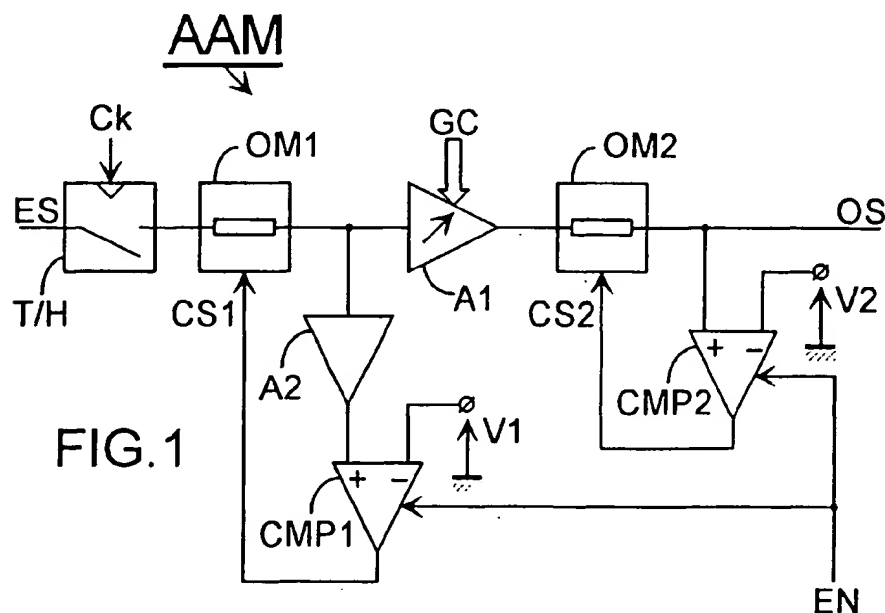 AAM
Ck
GC
OM1
OM2
ES
OS
T/H
CS1
A1
CS2
V2
A2
+ -
CMP2
V1
FIG.1
+ -
CMP1
EN